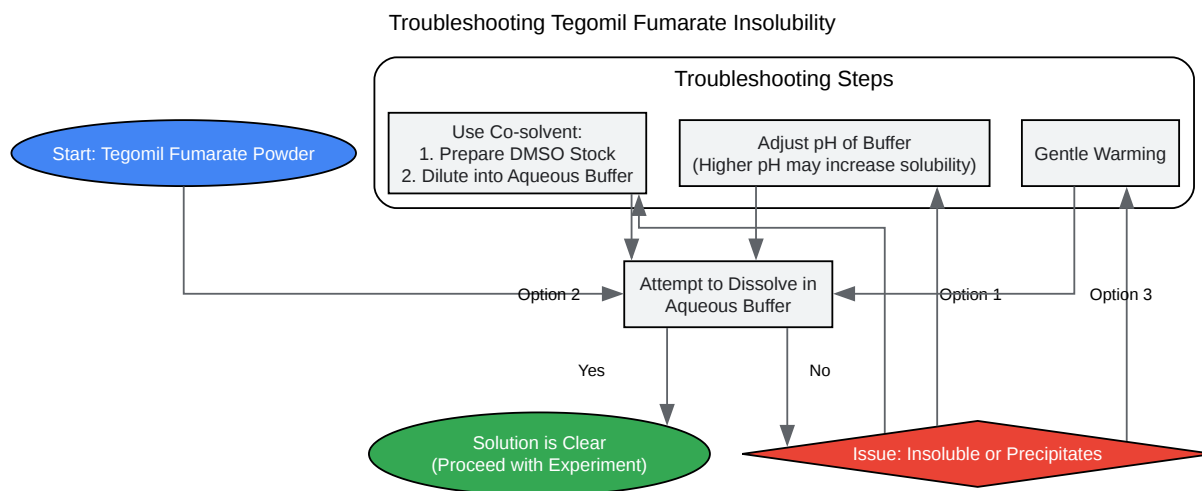 Troubleshooting Tegomil Fumarate Insolubility
Troubleshooting Steps
Start: Tegomil Fumarate Powder
Use Co-solvent:
1. Prepare DMSO Stock
2. Dilute into Aqueous Buffer
Adjust pH of Buffer
(Higher pH may increase solubility)
Gentle Warming
Option 2
Attempt to Dissolve in
Aqueous Buffer
Option 1
Option 3
Yes
No
Solution is Clear
(Proceed with Experiment)
Issue: Insoluble or Precipitates